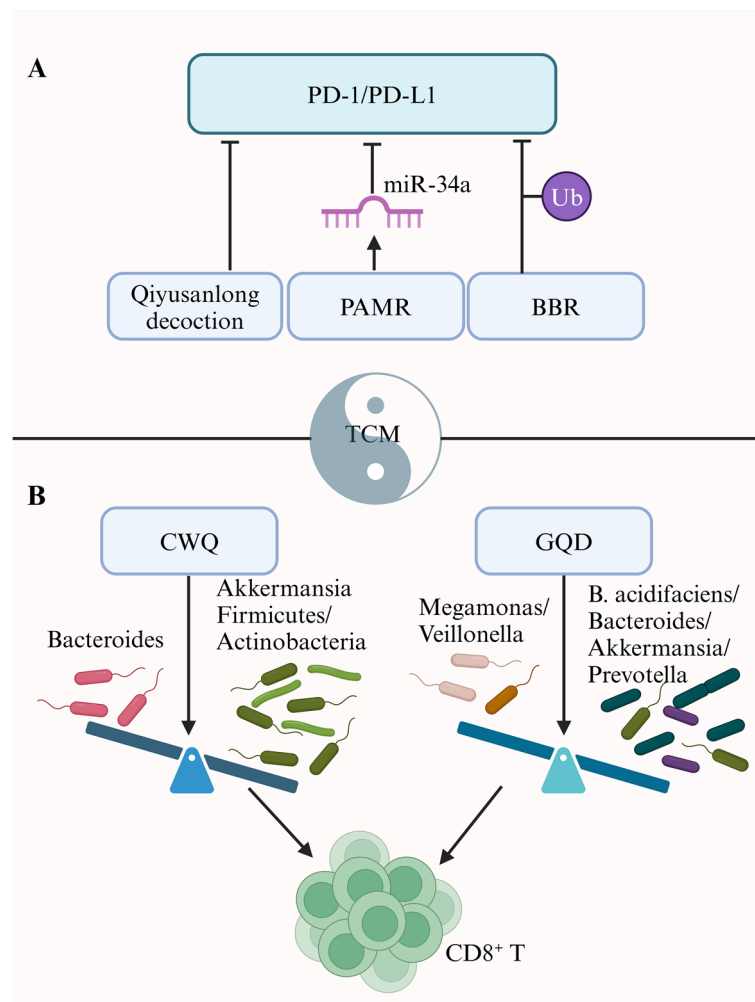 A
PD-1/PD-L1
miR-34a
Ub
Qiyusanlong
decoction
PAMR
BBR
TCM
B
CWQ
GQD
Bacteroides
Akkermansia
Firmicutes/
Actinobacteria
Megamonas/
Veillonella
B. acidifaciens/
Bacteroides/
Akkermansia/
Prevotella
CD8⁺ T